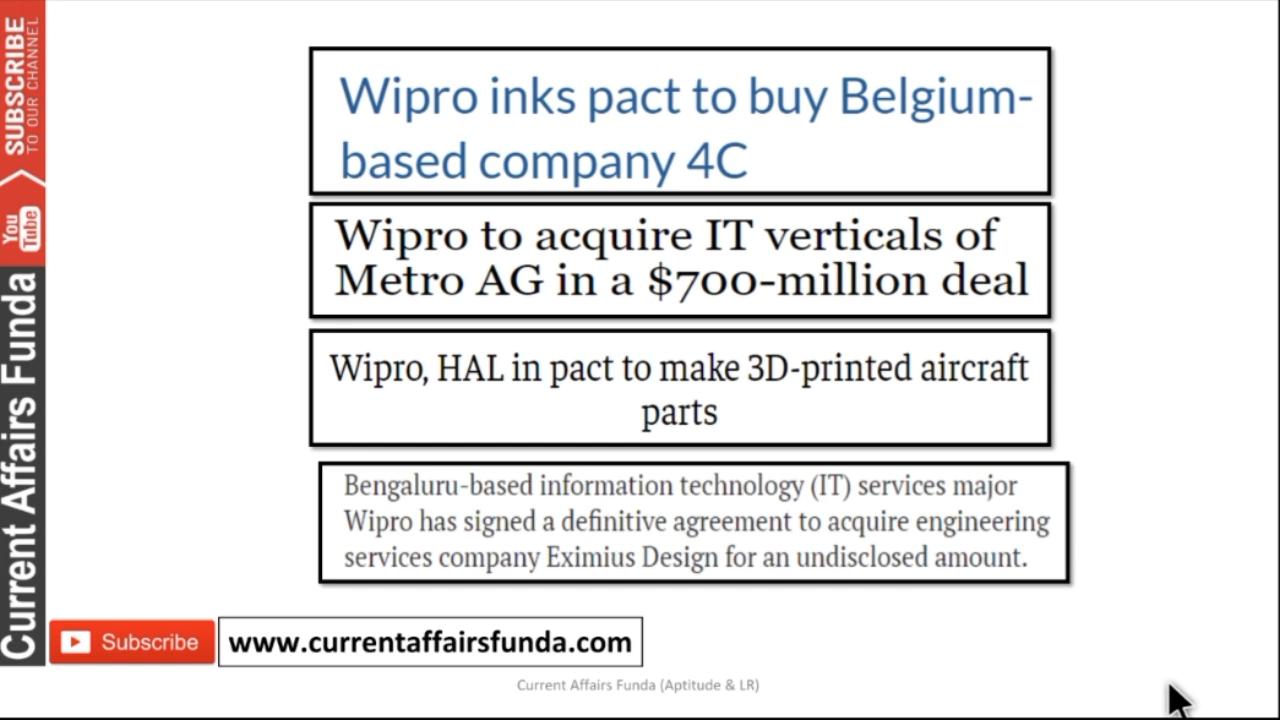 SUBSCRIBE
TO OUR CHANNEL
You
Tube
Current Affairs Funda
Wipro inks pact to buy Belgium-
based company 4C
Wipro to acquire IT verticals of
Metro AG in a $700-million deal
Wipro, HAL in pact to make 3D-printed aircraft
parts
Bengaluru-based information technology (IT) services major
Wipro has signed a definitive agreement to acquire engineering
services company Eximius Design for an undisclosed amount.
Subscribe
www.currentaffairsfunda.com
Current Affairs Funda (Aptitude & LR)